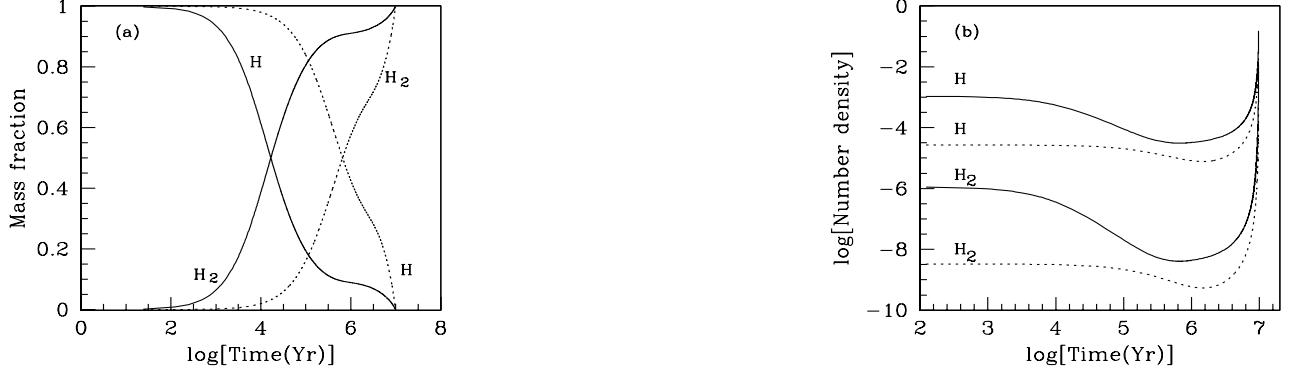 (a)
1
0.8
0.6
0.4
0.2
0
Mass fraction
H
H2
H2
H
0 2 4 6 8
log[Time(Yr)]
(b)
0
−2
−4
−6
−8
−10
log[Number density]
H
H
H2
H2
2 3 4 5 6 7
log[Time(Yr)]